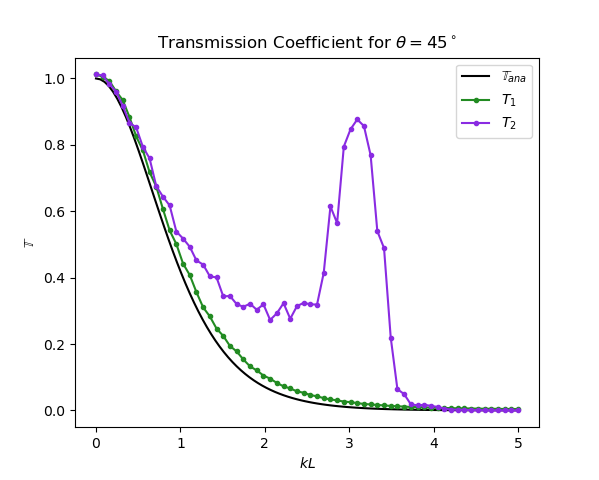 Transmission Coefficient for θ = 45°
𝕋
1.0
0.8
0.6
0.4
0.2
0.0
𝕋ana
T1
T2
0 1 2 3 4 5
kL